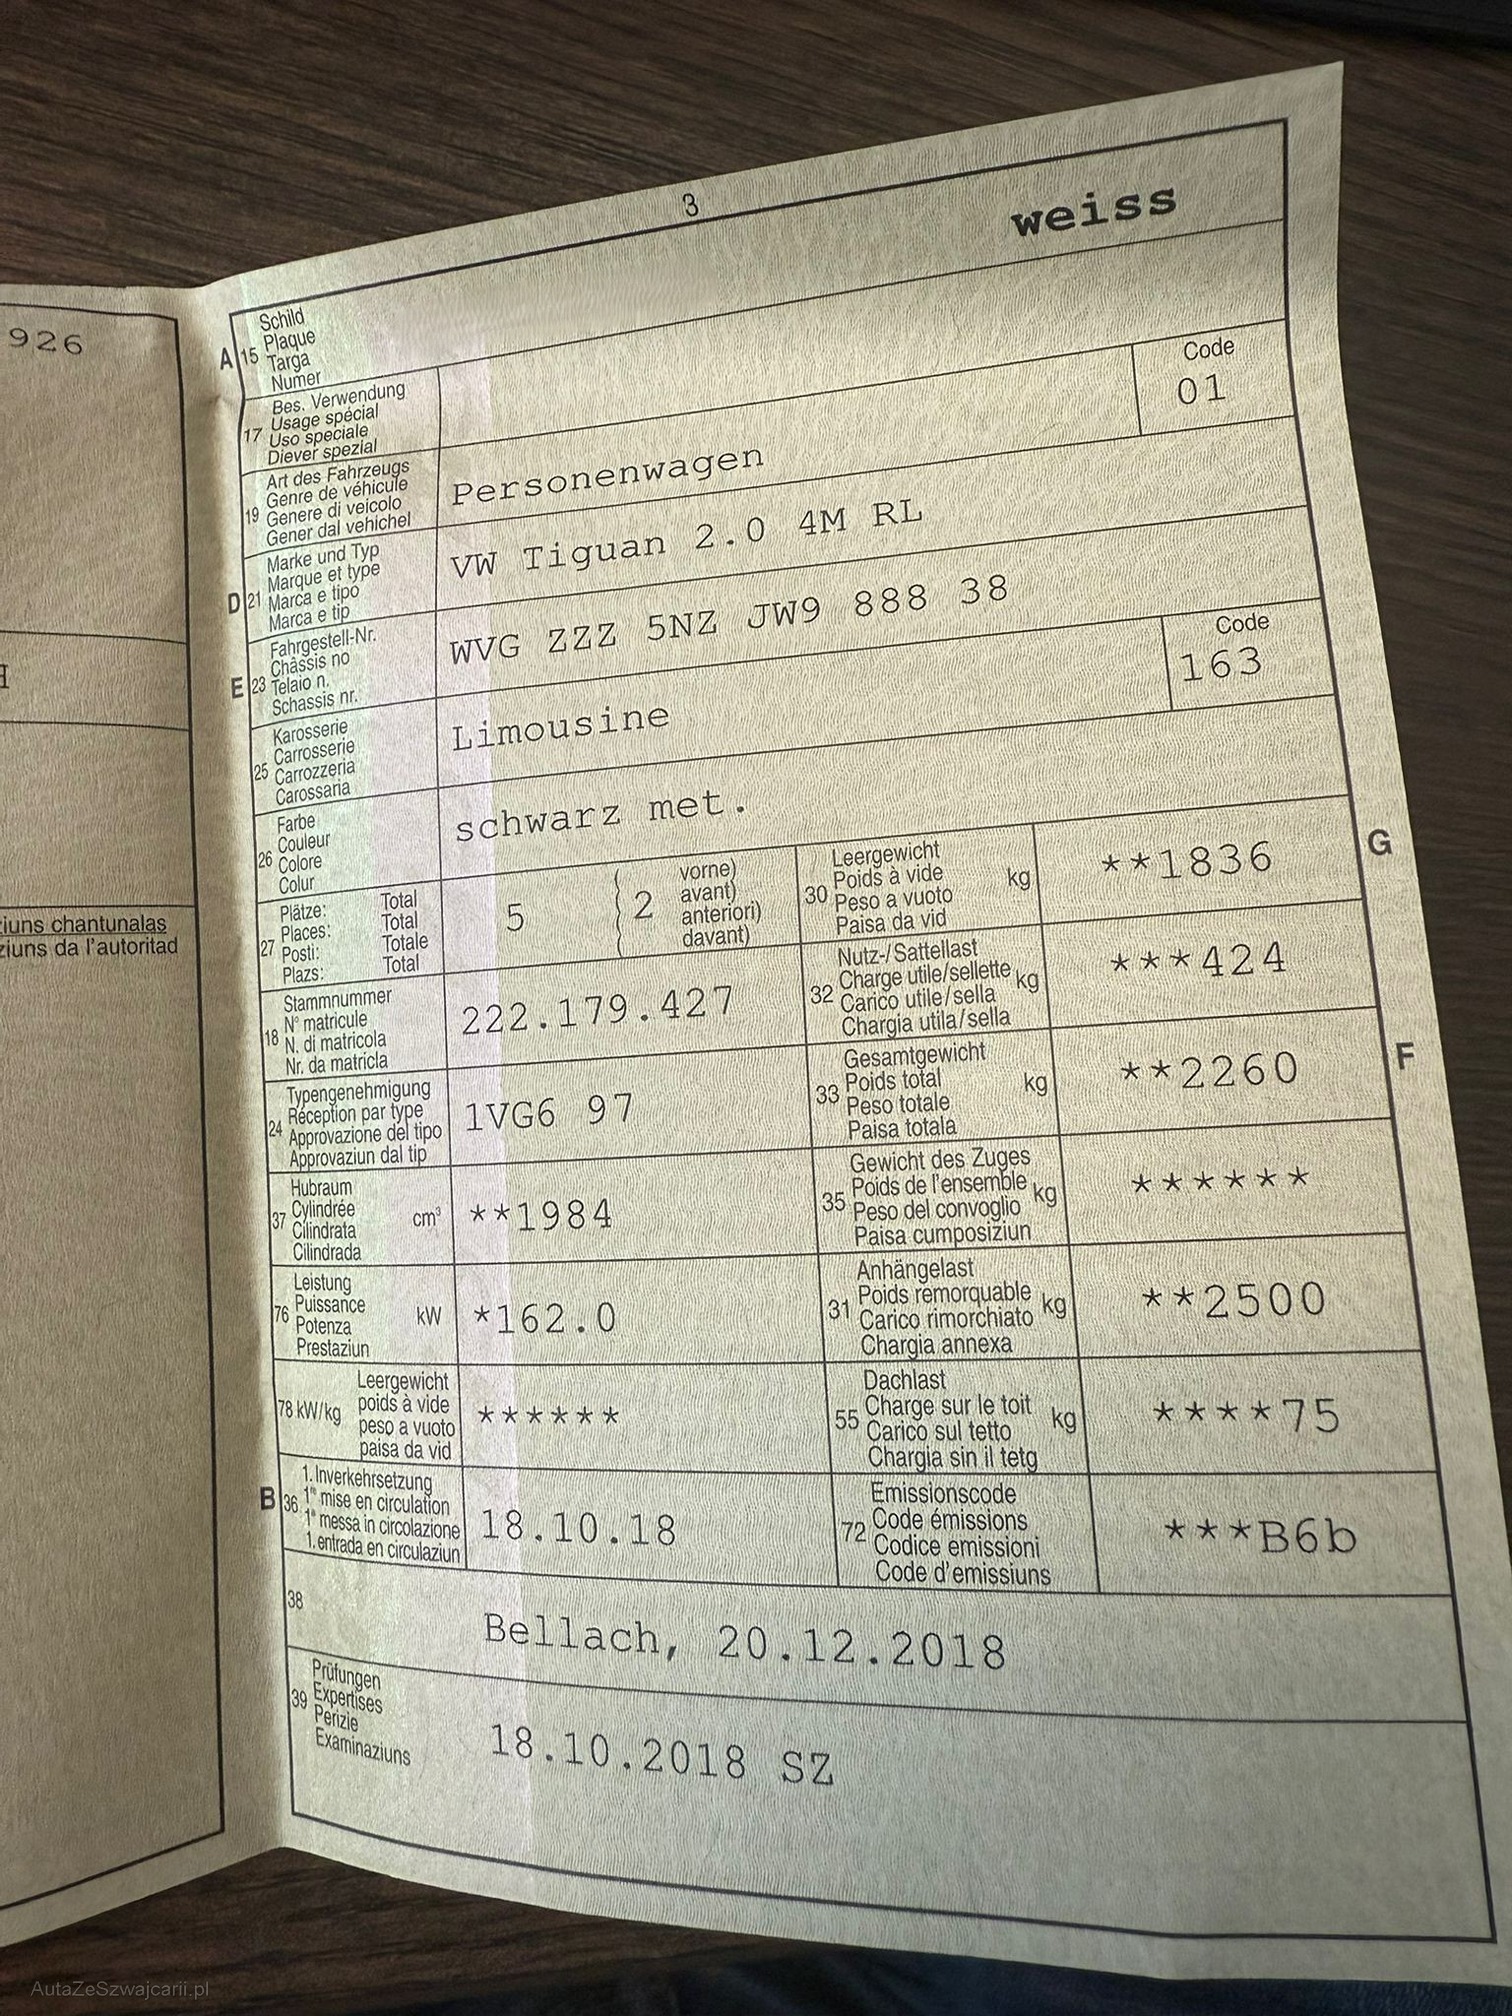 926
iuns chantunalas
ziuns da l'autoritad
3
weiss
A 15 Schild
Plaque
Targa
Numer
17 Bes. Verwendung
Usage spécial
Uso speciale
Diever spezial
Code
01
19 Art des Fahrzeugs
Genre de véhicule
Genere di veicolo
Gener dal vehichel
Personenwagen
D 21 Marke und Typ
Marque et type
Marca e tipo
Marca e tip
VW Tiguan 2.0 4M RL
E 23 Fahrgestell-Nr.
Châssis no
Telaio n.
Schassis nr.
WVG ZZZ 5NZ JW9 888 38
25 Karosserie
Carrosserie
Carrozzeria
Carossaria
Limousine
Code
163
26 Farbe
Couleur
Colore
Colur
schwarz met.
27 Plätze: Total
Places: Total
Posti: Totale
Plazs: Total
5
2
vorne)
avant)
anteriori)
davant)
30 Leergewicht
Poids à vide
Peso a vuoto
Paisa da vid
kg
**1836
G
18 Stammnummer
N° matricule
N. di matricola
Nr. da matricla
222.179.427
32 Nutz-/Sattellast
Charge utile/sellette
Carico utile/sella
Chargia utila/sella
kg
***424
24 Typengenehmigung
Réception par type
Approvazione del tipo
Approvaziun dal tip
1VG6 97
33 Gesamtgewicht
Poids total
Peso totale
Paisa totala
kg
**2260
F
37 Hubraum
Cylindrée
Cilindrata
Cilindrada
cm³
**1984
35 Gewicht des Zuges
Poids de l'ensemble
Peso del convoglio
Paisa cumposiziun
kg
******
76 Leistung
Puissance
Potenza
Prestaziun
kW
*162.0
31 Anhängelast
Poids remorquable
Carico rimorchiato
Chargia annexa
kg
**2500
78 kW/kg
Leergewicht
poids à vide
peso a vuoto
paisa da vid
******
55 Dachlast
Charge sur le toit
Carico sul tetto
Chargia sin il tetg
kg
****75
B 36 1. Inverkehrsetzung
1re mise en circulation
1a messa in circolazione
1. entrada en circulaziun
18.10.18
72 Emissionscode
Code émissions
Codice emissioni
Code d'emissiuns
***B6b
38
Bellach, 20.12.2018
39 Prüfungen
Expertises
Perizie
Examinaziuns
18.10.2018 SZ
AutaZeSzwajcarii.pl